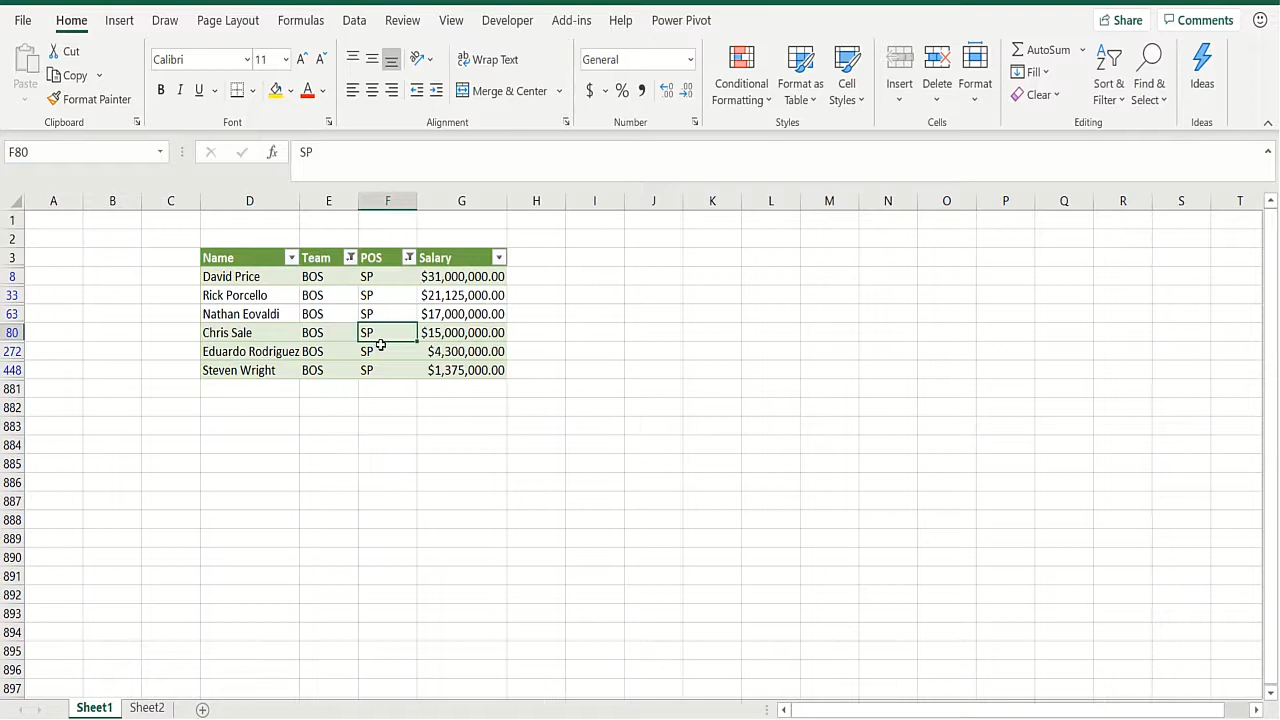 File Home Insert Draw Page Layout Formulas Data Review View Developer Add-ins Help Power Pivot Share Comments
Paste Cut Copy Format Painter
Clipboard
Calibri 11 A A
B I U A
Font
ab Wrap Text
Merge & Center
Alignment
General
$ % ,
Number
Conditional Formatting
Format as Table
Cell Styles
Styles
Insert Delete Format
Cells
AutoSum
Fill
Clear
Sort & Filter
Find & Select
Editing
Ideas
Ideas
F80 fx SP
A B C D E F G H I J K L M N O P Q R S T
1
2
3 Name Team POS Salary
8 David Price BOS SP $31,000,000.00
33 Rick Porcello BOS SP $21,125,000.00
63 Nathan Eovaldi BOS SP $17,000,000.00
80 Chris Sale BOS SP $15,000,000.00
272 Eduardo Rodriguez BOS SP $4,300,000.00
448 Steven Wright BOS SP $1,375,000.00
881
882
883
884
885
886
887
888
889
890
891
892
893
894
895
896
897
Sheet1 Sheet2